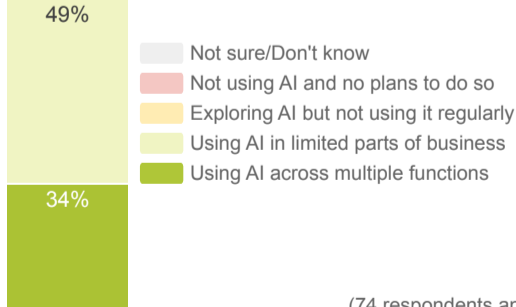 49%
Not sure/Don't know
Not using AI and no plans to do so
Exploring AI but not using it regularly
Using AI in limited parts of business
Using AI across multiple functions
34%
(74 respondents